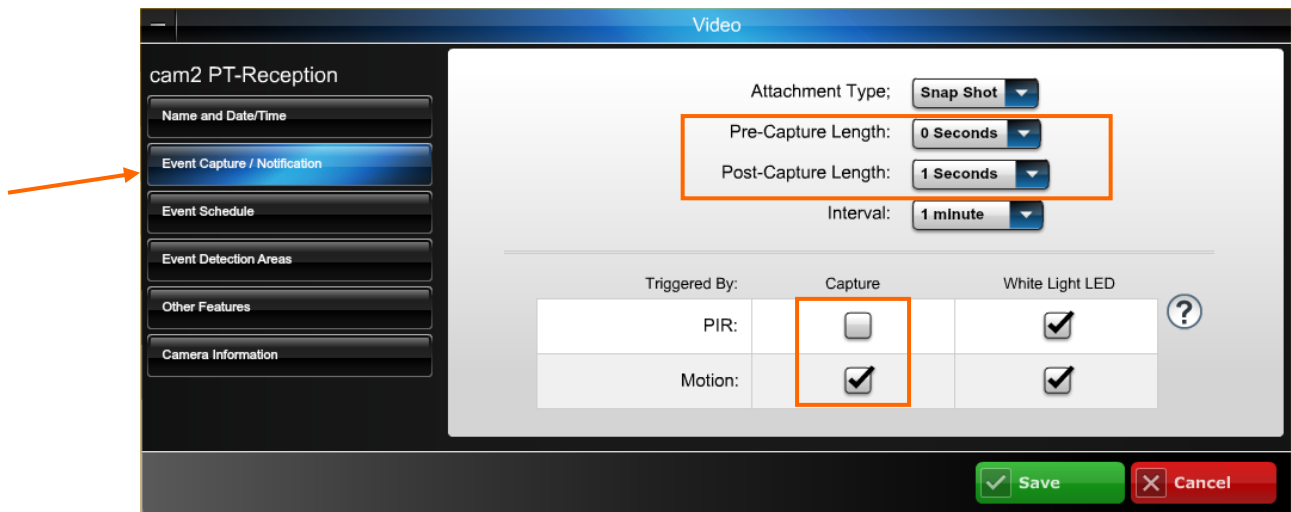 Video
cam2 PT-Reception
Name and Date/Time
Event Capture / Notification
Event Schedule
Event Detection Areas
Other Features
Camera Information
Attachment Type; Snap Shot
Pre-Capture Length: 0 Seconds
Post-Capture Length: 1 Seconds
Interval: 1 minute
Triggered By: Capture White Light LED
PIR:
?
Motion:
Save Cancel